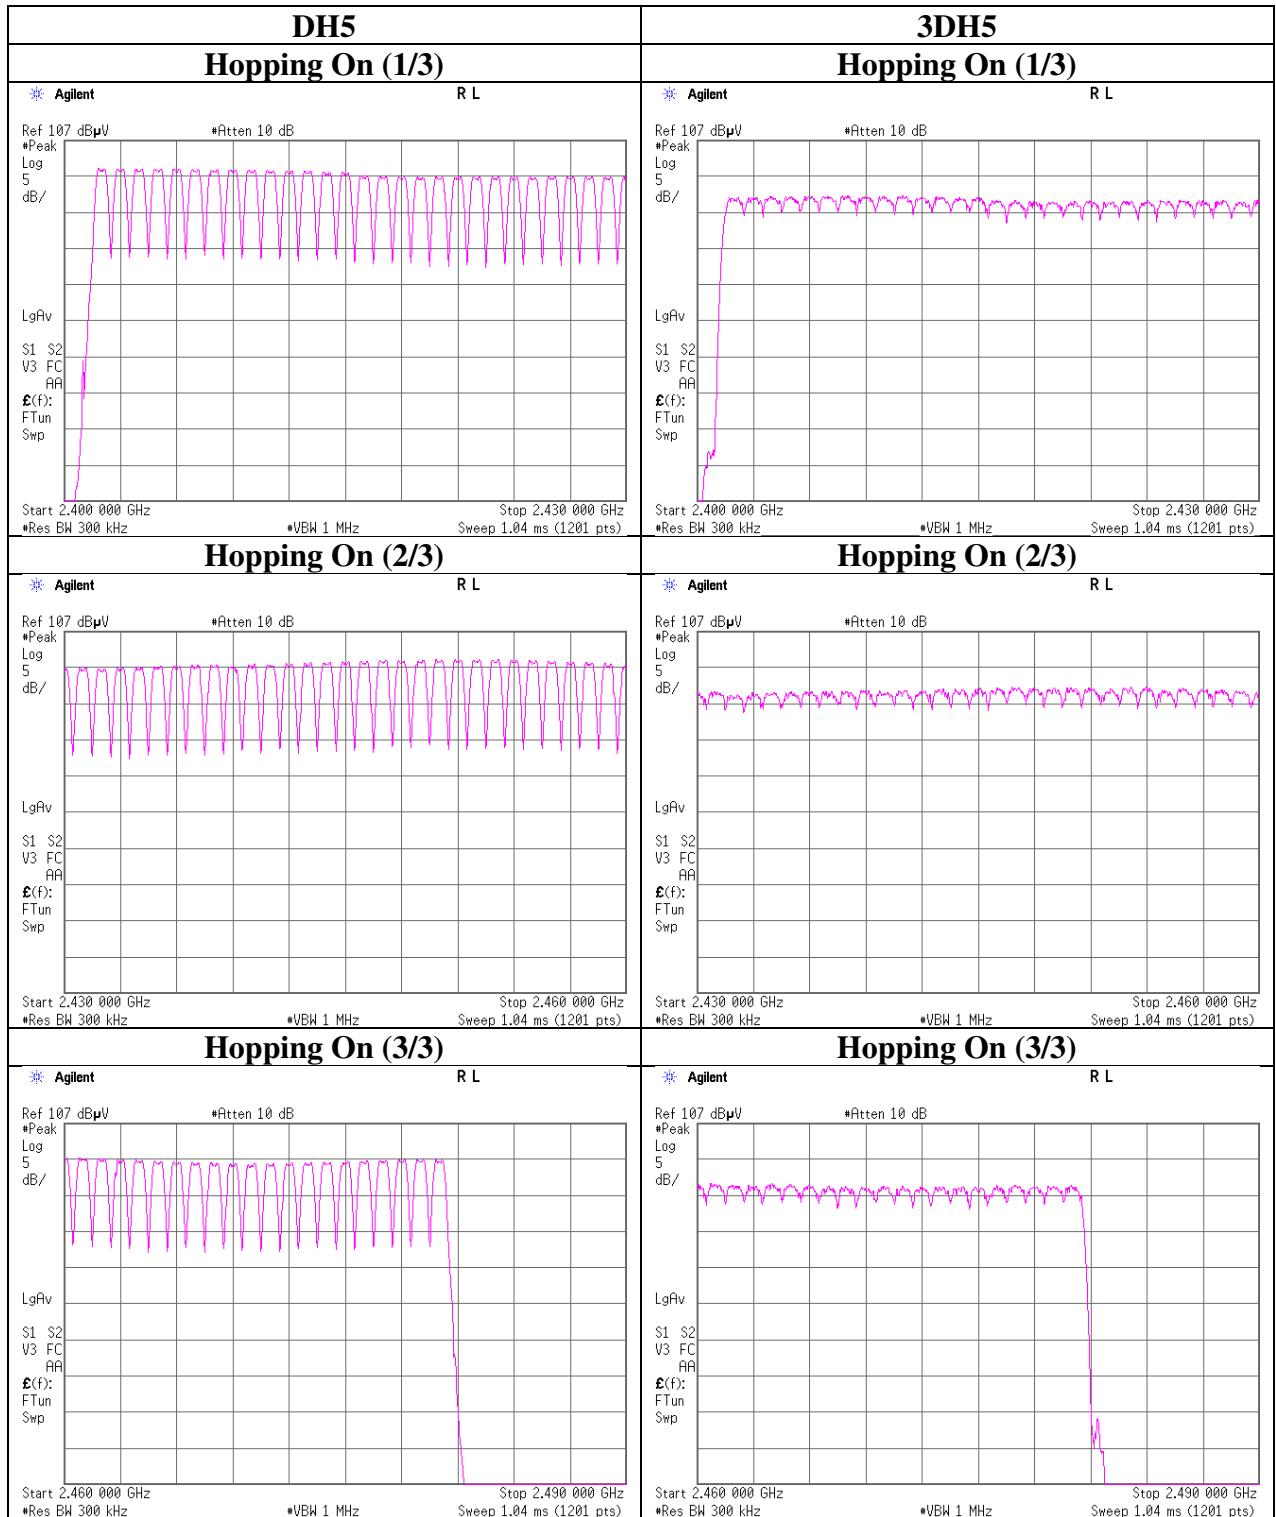 DH5 3DH5
Hopping On (1/3) Hopping On (1/3)
Agilent R L
Ref 107 dBµV #Atten 10 dB
#Peak
Log
5
dB/
LgAv
S1 S2
V3 FC
AA
£(f):
FTun
Swp
Start 2.400 000 GHz Stop 2.430 000 GHz
#Res BW 300 kHz #VBW 1 MHz Sweep 1.04 ms (1201 pts)
Agilent R L
Ref 107 dBµV #Atten 10 dB
#Peak
Log
5
dB/
LgAv
S1 S2
V3 FC
AA
£(f):
FTun
Swp
Start 2.400 000 GHz Stop 2.430 000 GHz
#Res BW 300 kHz #VBW 1 MHz Sweep 1.04 ms (1201 pts)
Hopping On (2/3) Hopping On (2/3)
Agilent R L
Ref 107 dBµV #Atten 10 dB
#Peak
Log
5
dB/
LgAv
S1 S2
V3 FC
AA
£(f):
FTun
Swp
Start 2.430 000 GHz Stop 2.460 000 GHz
#Res BW 300 kHz #VBW 1 MHz Sweep 1.04 ms (1201 pts)
Agilent R L
Ref 107 dBµV #Atten 10 dB
#Peak
Log
5
dB/
LgAv
S1 S2
V3 FC
AA
£(f):
FTun
Swp
Start 2.430 000 GHz Stop 2.460 000 GHz
#Res BW 300 kHz #VBW 1 MHz Sweep 1.04 ms (1201 pts)
Hopping On (3/3) Hopping On (3/3)
Agilent R L
Ref 107 dBµV #Atten 10 dB
#Peak
Log
5
dB/
LgAv
S1 S2
V3 FC
AA
£(f):
FTun
Swp
Start 2.460 000 GHz Stop 2.490 000 GHz
#Res BW 300 kHz #VBW 1 MHz Sweep 1.04 ms (1201 pts)
Agilent R L
Ref 107 dBµV #Atten 10 dB
#Peak
Log
5
dB/
LgAv
S1 S2
V3 FC
AA
£(f):
FTun
Swp
Start 2.460 000 GHz Stop 2.490 000 GHz
#Res BW 300 kHz #VBW 1 MHz Sweep 1.04 ms (1201 pts)